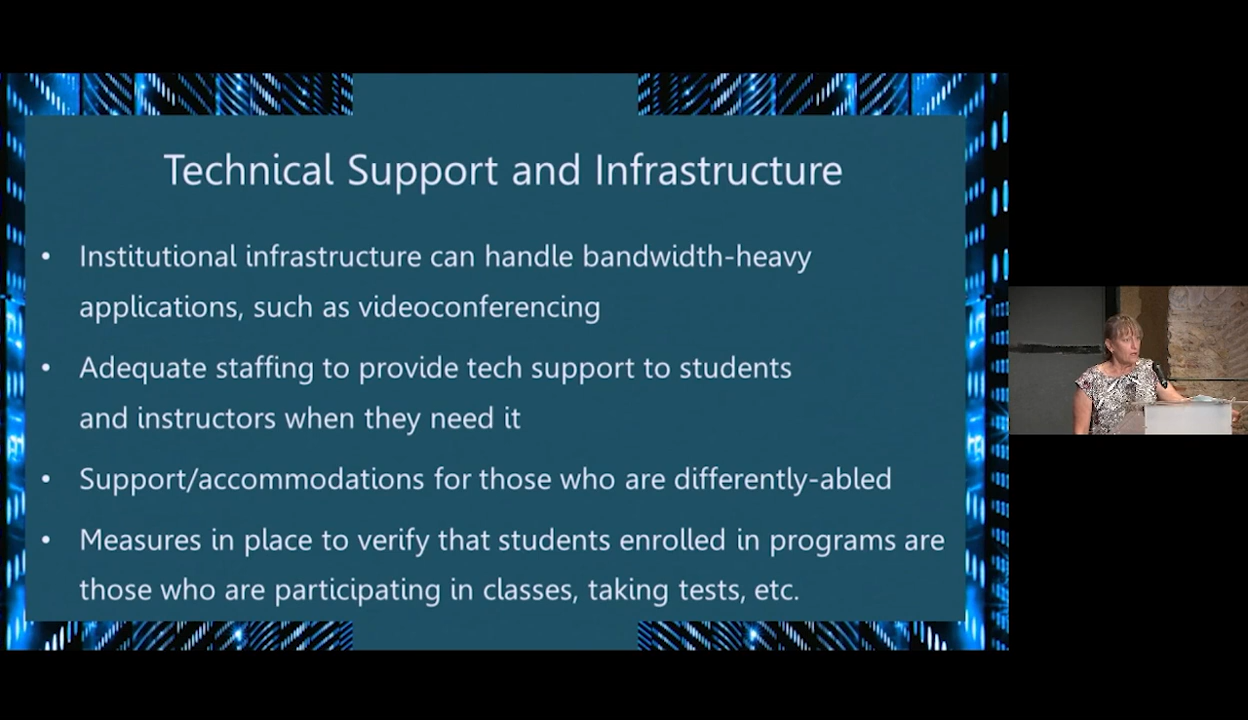 Technical Support and Infrastructure
• Institutional infrastructure can handle bandwidth-heavy
applications, such as videoconferencing
• Adequate staffing to provide tech support to students
and instructors when they need it
• Support/accommodations for those who are differently-abled
• Measures in place to verify that students enrolled in programs are
those who are participating in classes, taking tests, etc.